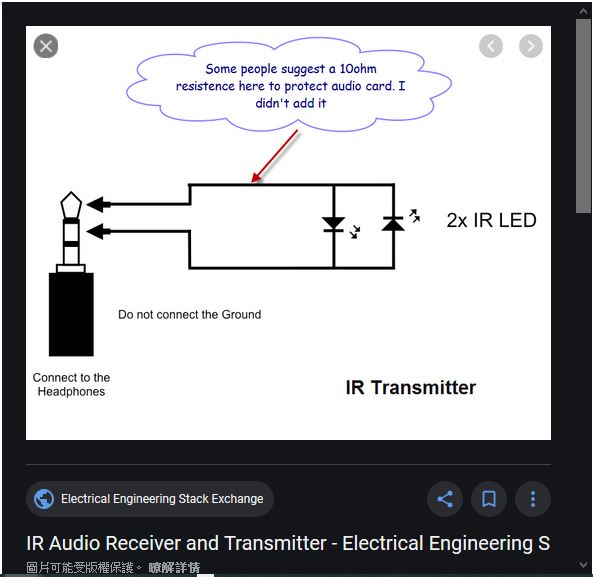 Some people suggest a 10ohm
resistence here to protect audio card. I
didn't add it
2x IR LED
Do not connect the Ground
Connect to the
Headphones
IR Transmitter
Electrical Engineering Stack Exchange
IR Audio Receiver and Transmitter - Electrical Engineering S
圖片可能受版權保護。 瞭解詳情